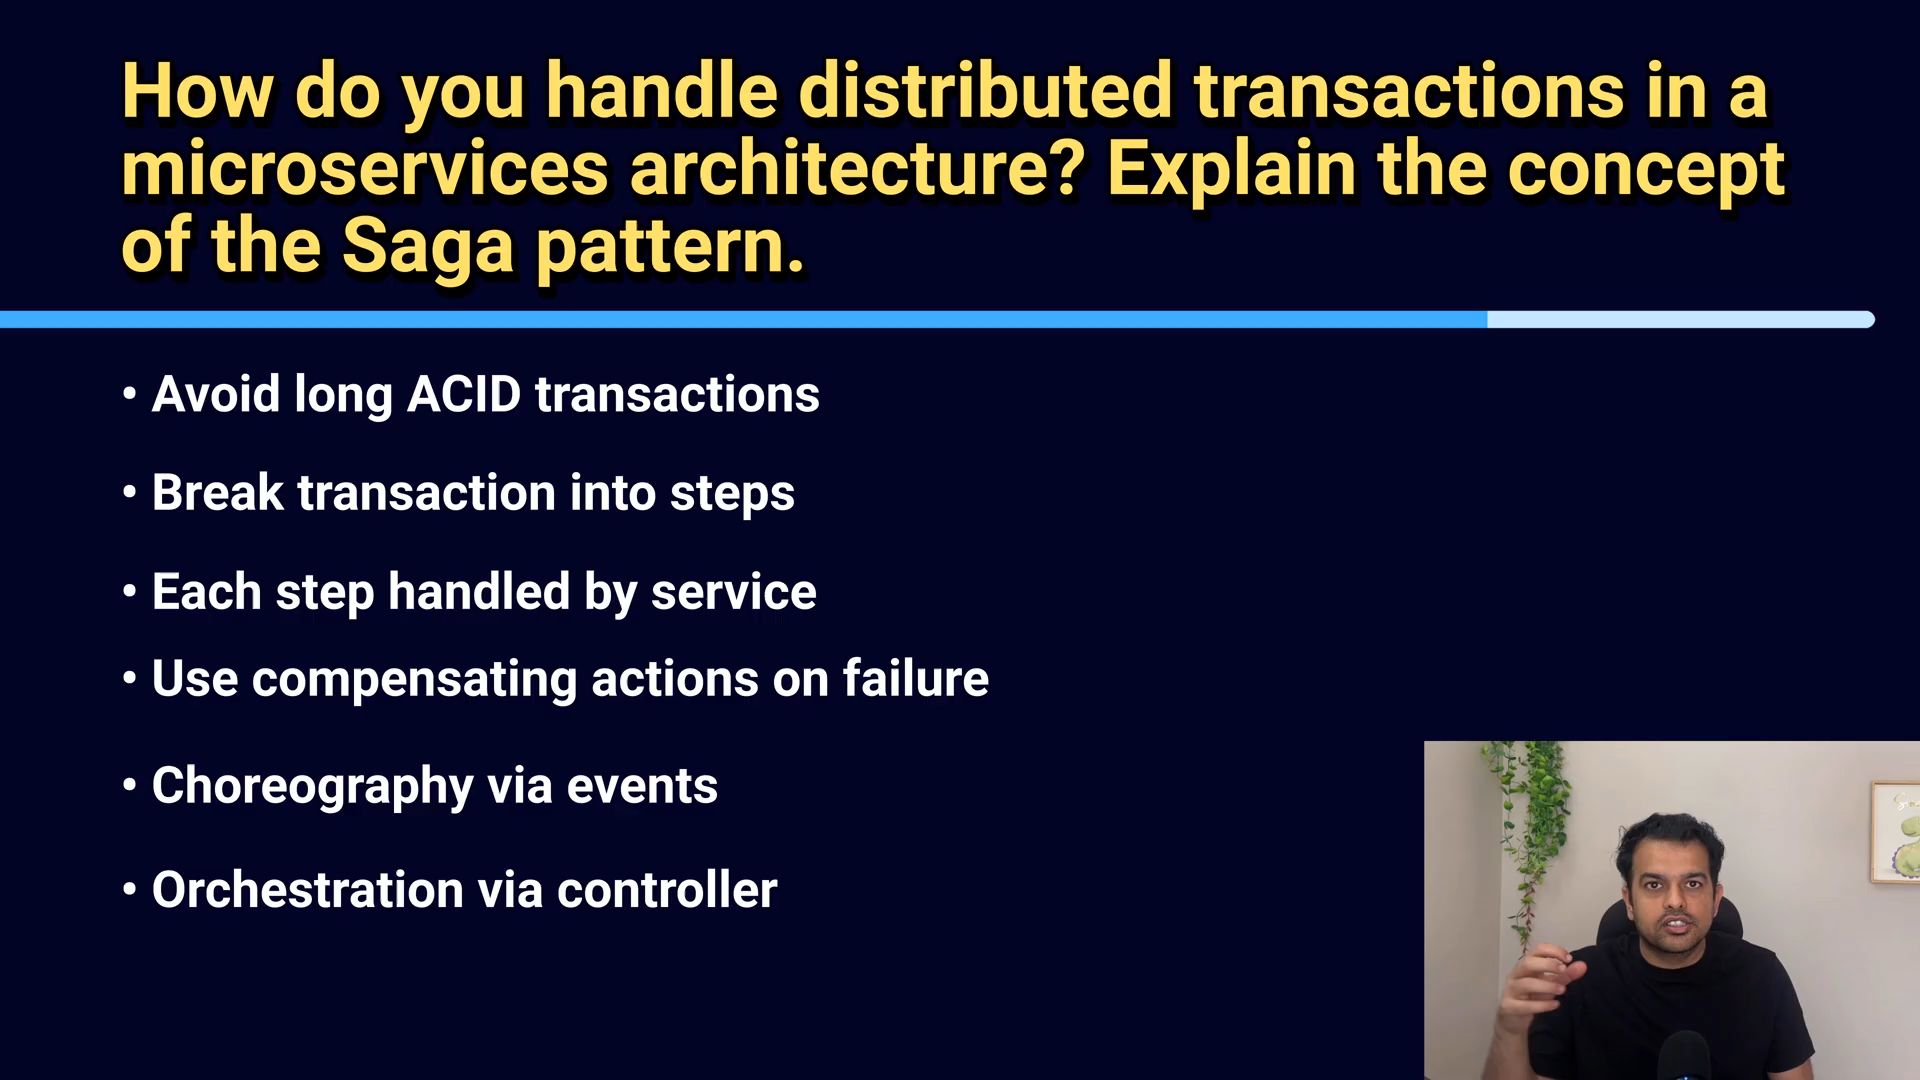 How do you handle distributed transactions in a
microservices architecture? Explain the concept
of the Saga pattern.
• Avoid long ACID transactions
• Break transaction into steps
• Each step handled by service
• Use compensating actions on failure
• Choreography via events
• Orchestration via controller